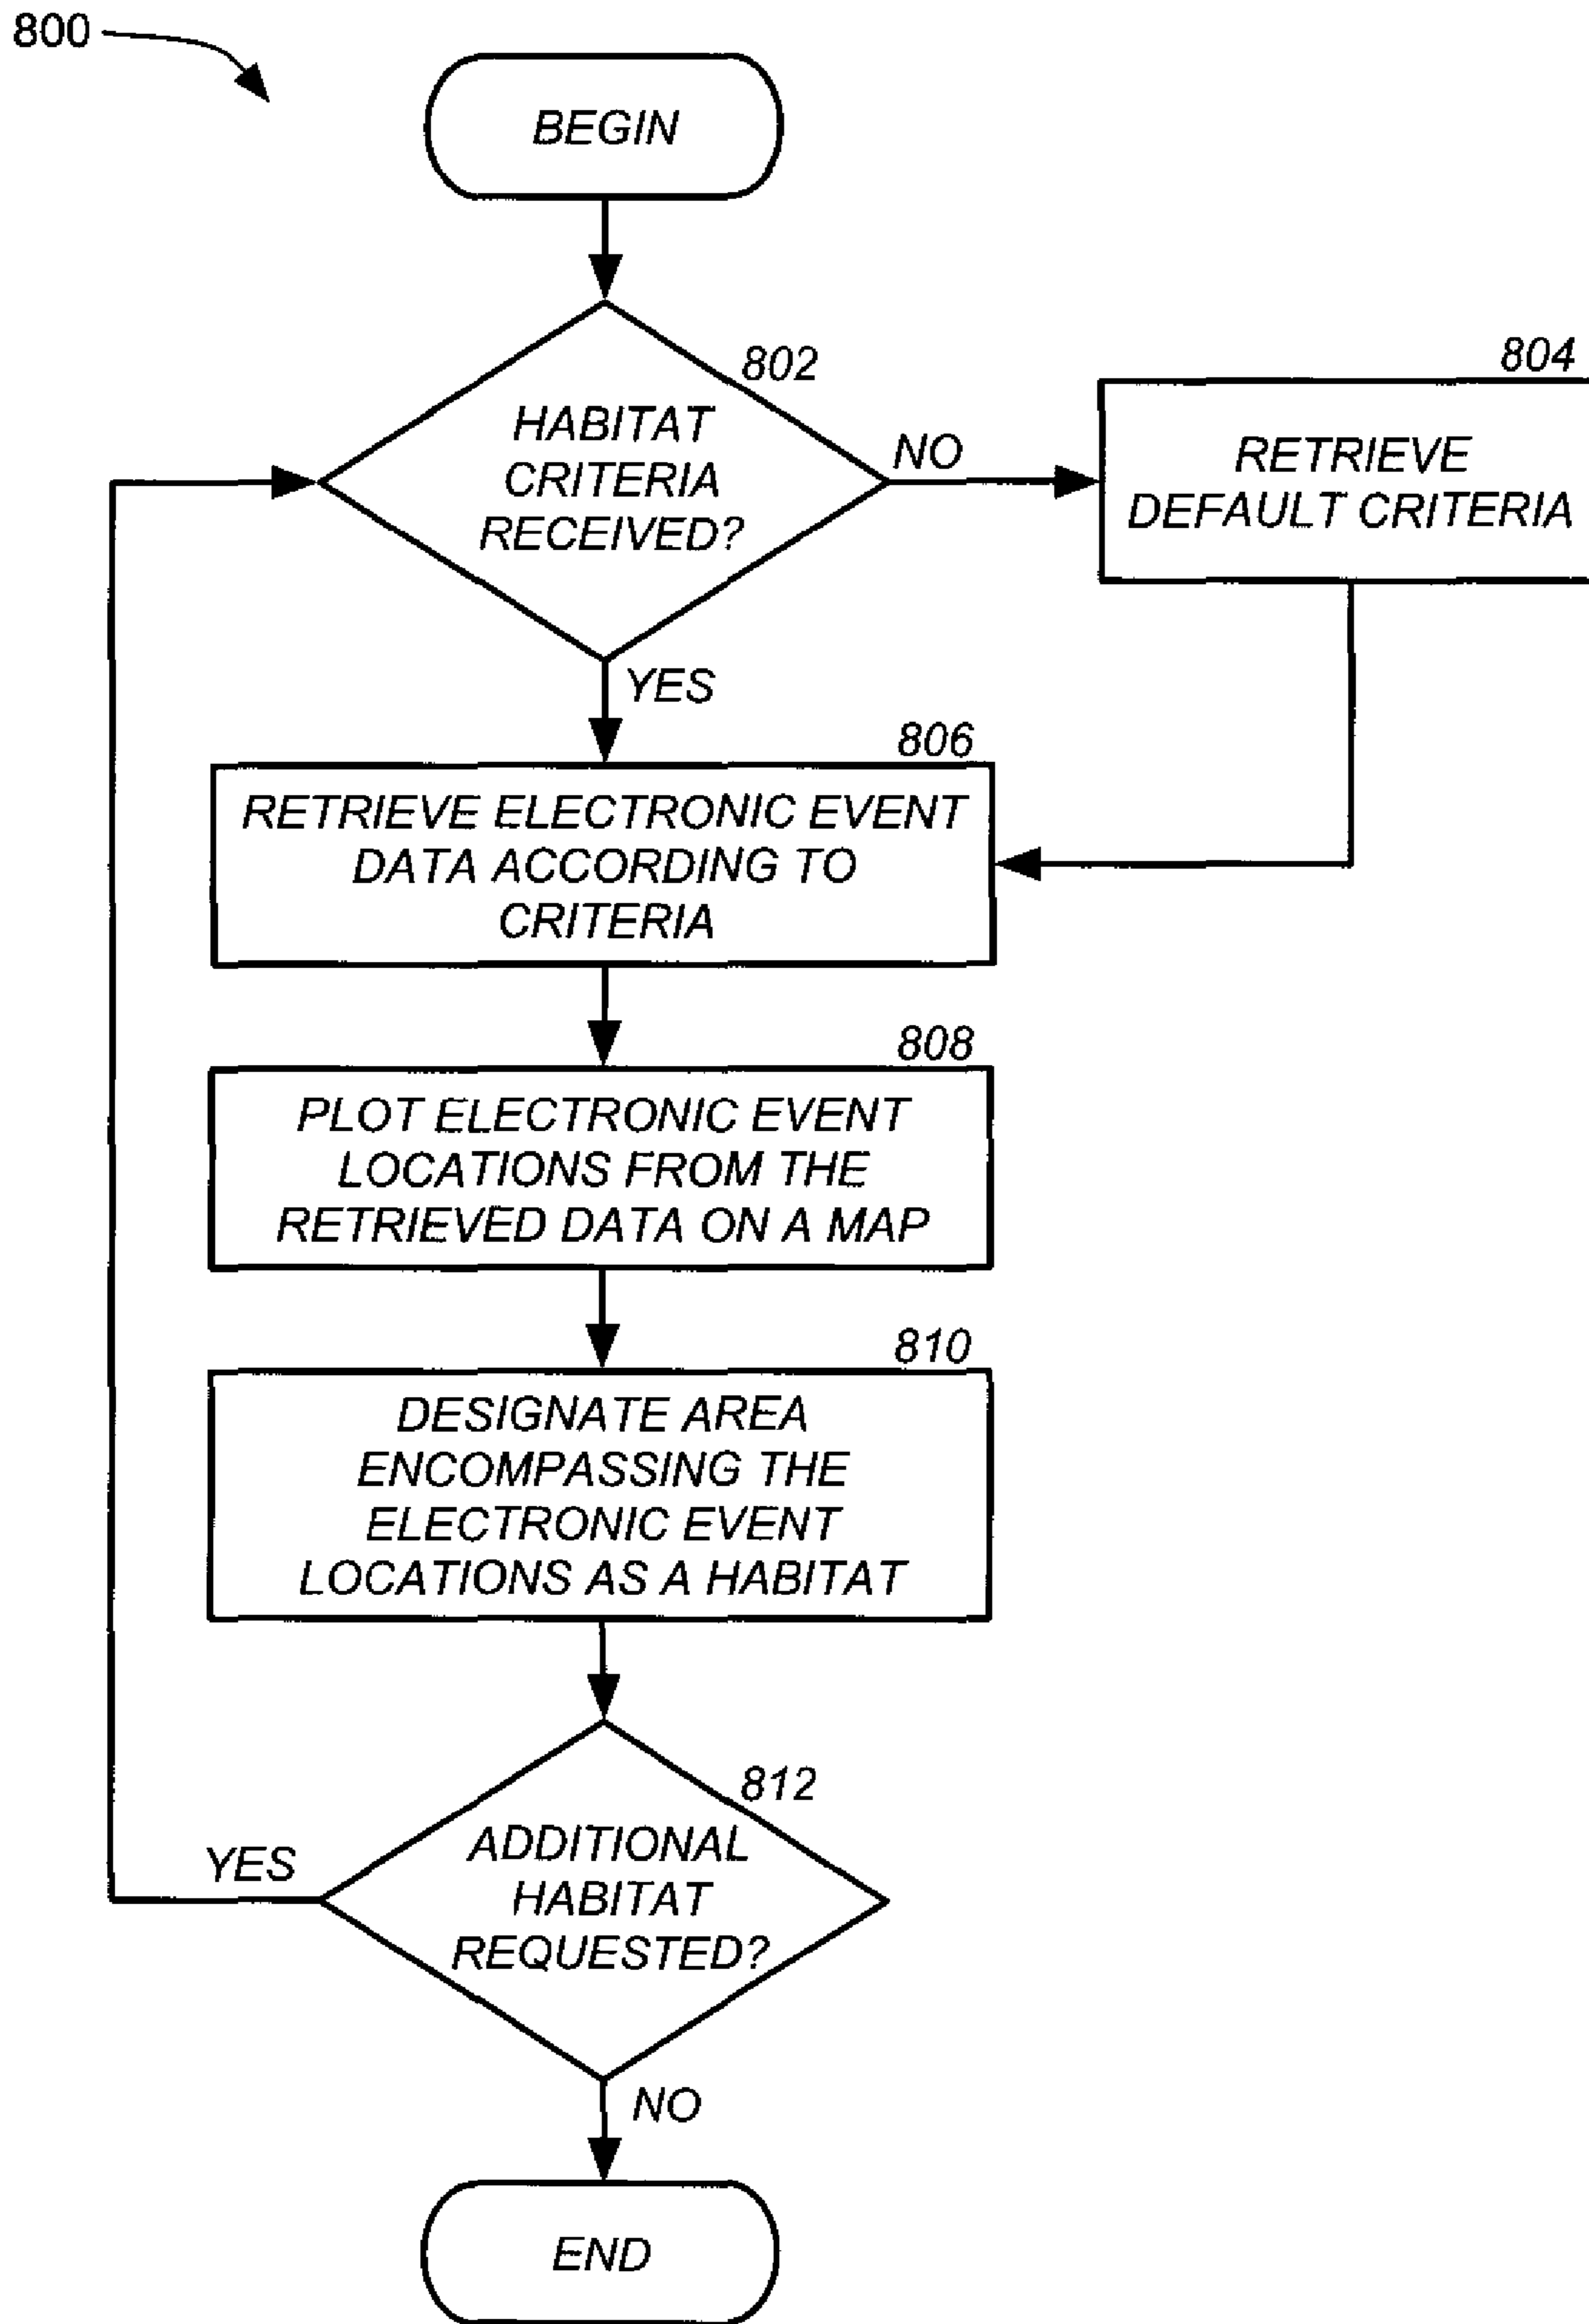 800
BEGIN
802
HABITAT
CRITERIA
RECEIVED?
NO
804
RETRIEVE
DEFAULT CRITERIA
YES
806
RETRIEVE ELECTRONIC EVENT
DATA ACCORDING TO
CRITERIA
808
PLOT ELECTRONIC EVENT
LOCATIONS FROM THE
RETRIEVED DATA ON A MAP
810
DESIGNATE AREA
ENCOMPASSING THE
ELECTRONIC EVENT
LOCATIONS AS A HABITAT
812
ADDITIONAL
HABITAT
REQUESTED?
YES
NO
END